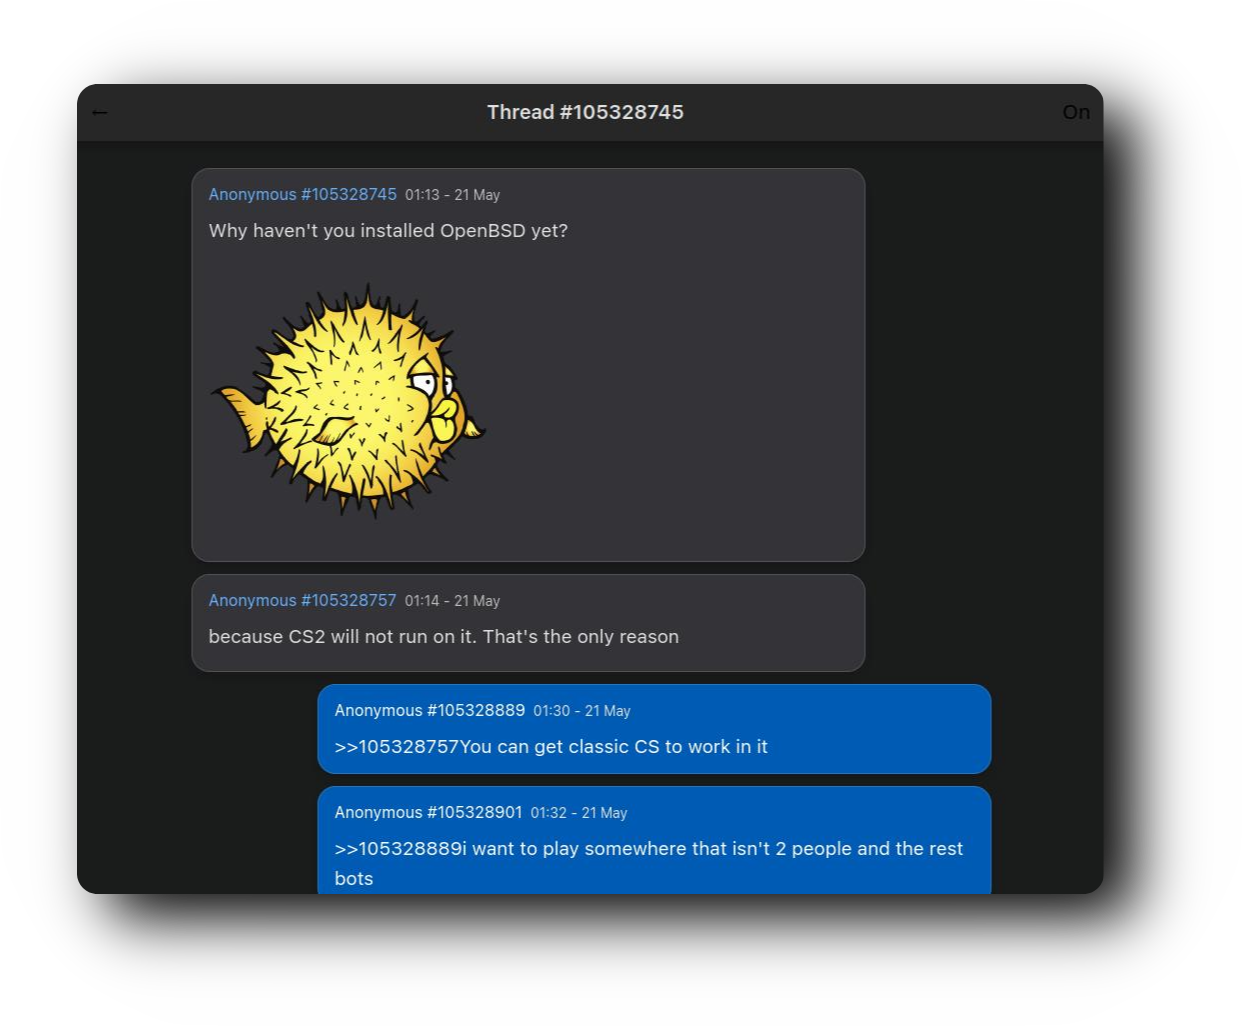 ← Thread #105328745 On
Anonymous #105328745 01:13 - 21 May
Why haven't you installed OpenBSD yet?
Anonymous #105328757 01:14 - 21 May
because CS2 will not run on it. That's the only reason
Anonymous #105328889 01:30 - 21 May
>>105328757You can get classic CS to work in it
Anonymous #105328901 01:32 - 21 May
>>105328889i want to play somewhere that isn't 2 people and the rest
bots